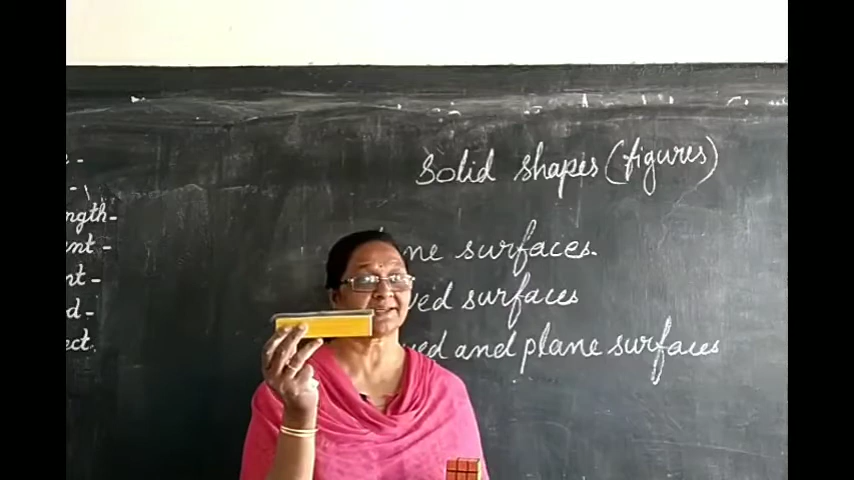 Solid shapes (figures)
ne surfaces.
ved surfaces
ved and plane surfaces
ngth-
nt -
nt -
d -
ect